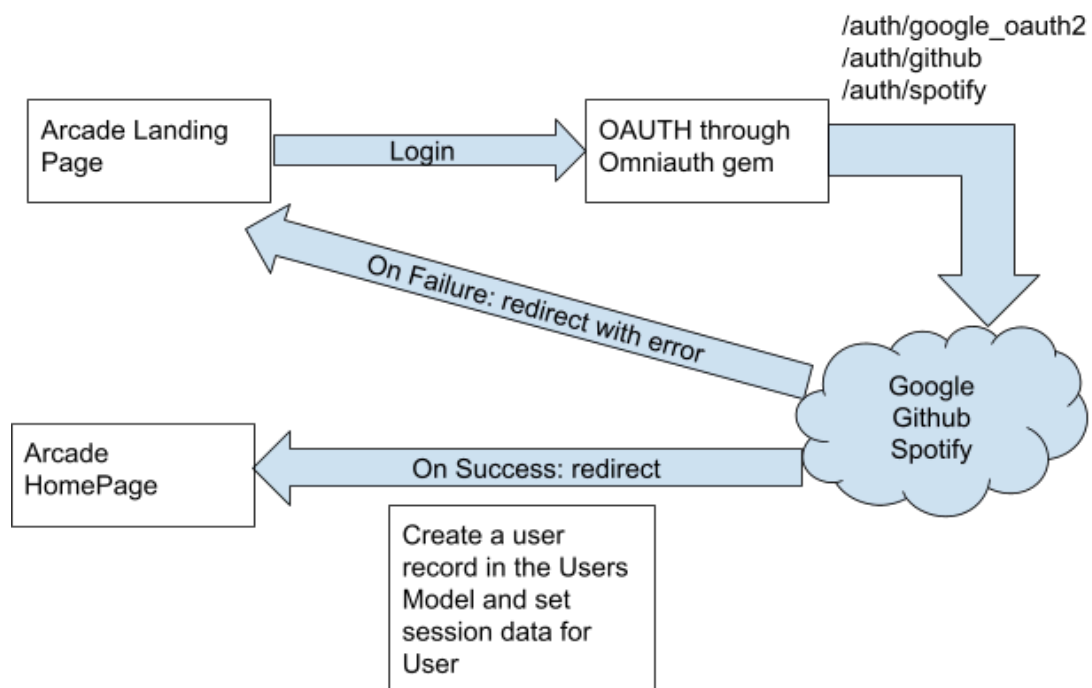 /auth/google_oauth2
/auth/github
/auth/spotify
Arcade Landing
Page
Login
OAUTH through
Omniauth gem
On Failure: redirect with error
Google
Github
Spotify
Arcade
HomePage
On Success: redirect
Create a user
record in the Users
Model and set
session data for
User